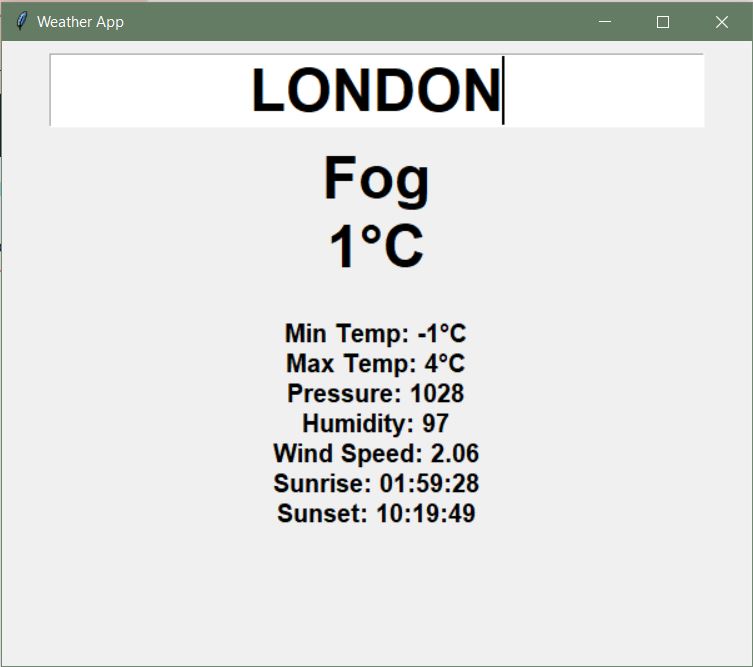 Weather App
LONDON
Fog
1°C
Min Temp: -1°C
Max Temp: 4°C
Pressure: 1028
Humidity: 97
Wind Speed: 2.06
Sunrise: 01:59:28
Sunset: 10:19:49